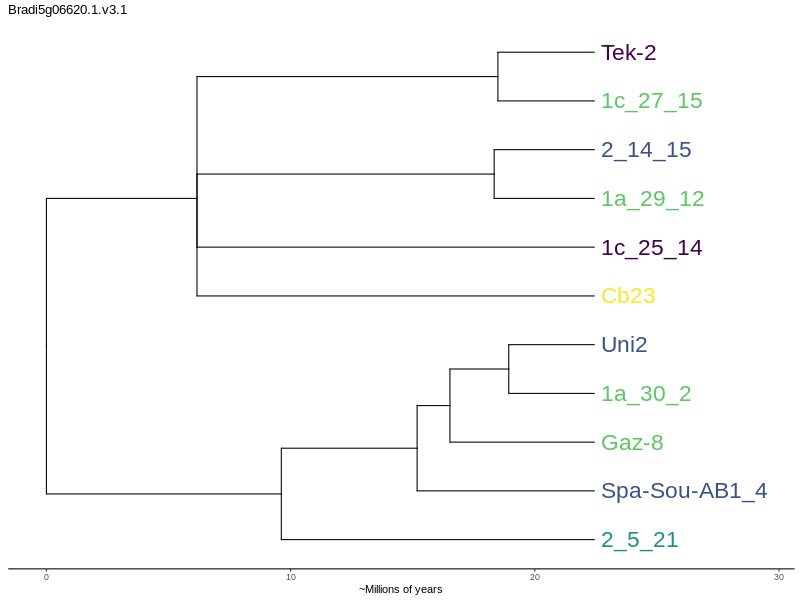 Bradi5g06620.1.v3.1
Tek-2
1c_27_15
2_14_15
1a_29_12
1c_25_14
Cb23
Uni2
1a_30_2
Gaz-8
Spa-Sou-AB1_4
2_5_21
0 10 20 30
~Millions of years